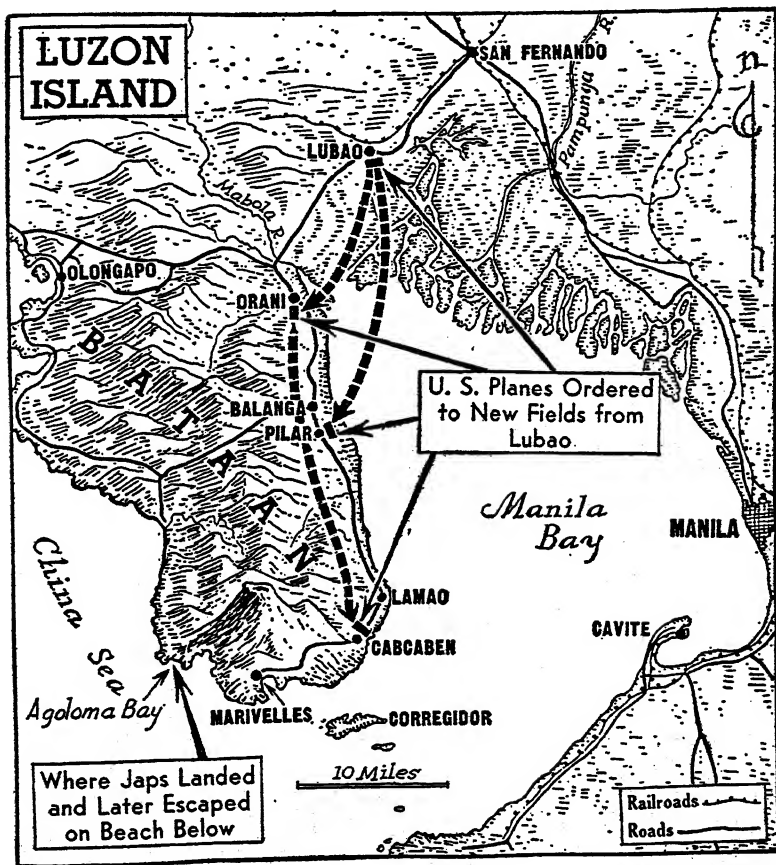 LUZON
ISLAND
SAN FERNANDO
Pampunga R.
LUBAO
Mabola R.
OLONGAPO
ORANI
BATAAN
BALANGA
PILAR
U. S. Planes Ordered
to New Fields from
Lubao
Manila
Bay
MANILA
China Sea
LAMAO
CABCABEN
CAVITE
Agoloma Bay
MARIVELLES
CORREGIDOR
10 Miles
Where Japs Landed
and Later Escaped
on Beach Below
Railroads
Roads